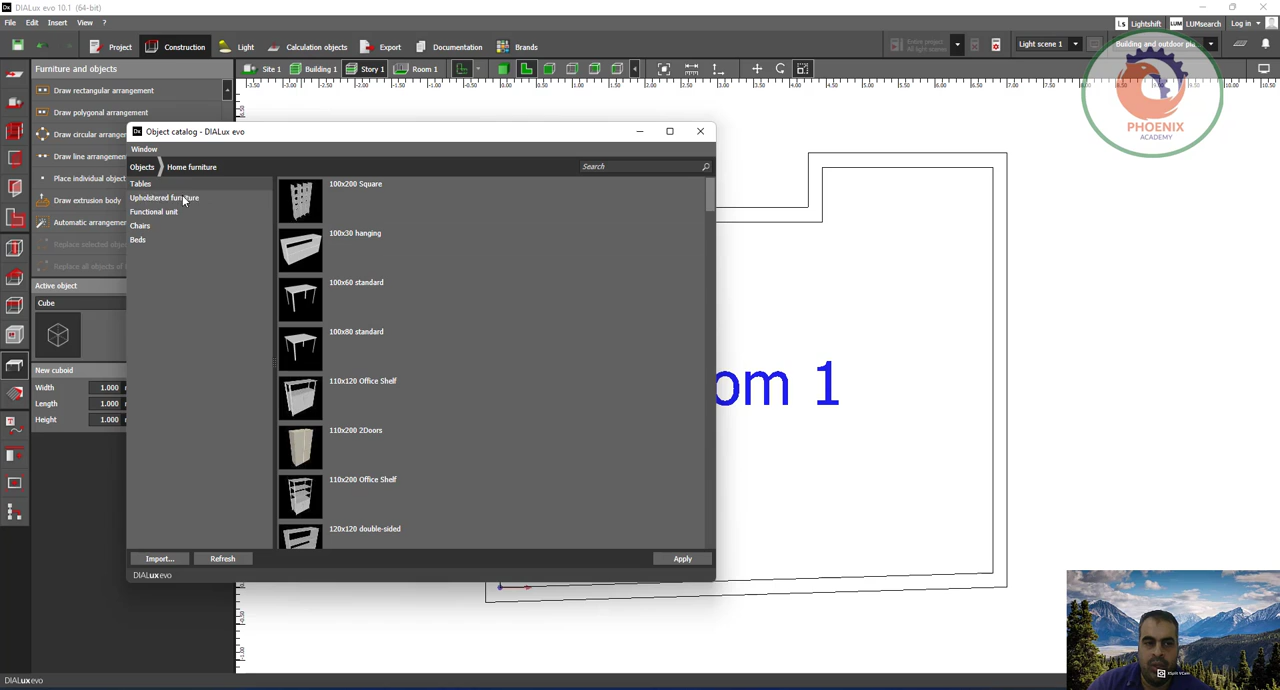 DIALux evo 10.1 (64-bit)
File Edit Insert View ?
Lightshift LUMsearch Log in
Project Construction Light Calculation objects Export Documentation Brands
Light scene 1
Furniture and objects
Site 1 Building 1 Story 1 Room 1
Draw rectangular arrangement
Draw polygonal arrangement
Draw circular arrangem
Draw line arrangemen
Place individual object
Draw extrusion body
Automatic arrangeme
Active object
Cube
New cuboid
Width 1.000
Length 1.000
Height 1.000
Object catalog - DIALux evo
Window
Objects Home furniture
Search
Tables
Upholstered furniture
Functional unit
Chairs
Beds
100x200 Square
100x30 hanging
100x60 standard
100x80 standard
110x120 Office Shelf
110x200 2Doors
110x200 Office Shelf
120x120 double-sided
Import... Refresh Apply
DIALux evo
om 1
PHOENIX
ACADEMY
DIALux evo